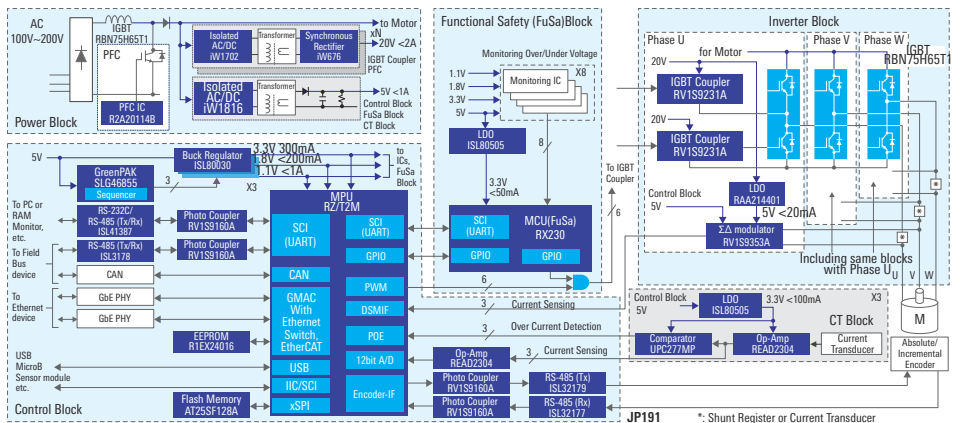 AC
100V~200V
IGBT
RBN75H65T1
PFC
PFC IC
R2A20114B
Power Block
to Motor
Isolated
AC/DC
iW1702
Transformer
Synchronous
Rectifier
iW676
xN
20V <2A
IGBT Coupler
PFC
Isolated
AC/DC
iW1816
Transformer
5V <1A
Control Block
FuSa Block
CT Block
Functional Safety (FuSa)Block
Monitoring Over/Under Voltage
1.1V
1.8V
3.3V
5V
Monitoring IC
X8
8
LDO
ISL80505
3.3V
<50mA
SCI
(UART)
MCU(FuSa)
RX230
GPIO
GPIO
To IGBT
Coupler
6
Inverter Block
Phase U
Phase V
Phase W
IGBT
RBN75H65T1
for Motor
20V
IGBT Coupler
RV1S9231A
20V
IGBT Coupler
RV1S9231A
Control Block
5V
LDO
RAA214401
5V <20mA
ΣΔ modulator
RV1S9353A
Including same blocks
with Phase U
*
*
*
U
V
W
M
5V
GreenPAK
SLG46855
Sequencer
3
Buck Regulator
ISL80030
X3
3.3V 300mA
1.8V <200mA
1.1V <1A
to
ICs,
FuSa
Block
To PC or
RAM
Monitor,
etc.
RS-232C/
RS-485 (Tx/Rx)
ISL41387
Photo Coupler
RV1S9160A
To Field
Bus
device
RS-485 (Tx/Rx)
ISL3178
Photo Coupler
RV1S9160A
CAN
To
Ethernet
device
GbE PHY
GbE PHY
EEPROM
R1EX24016
USB
MicroB
Sensor module
etc.
Flash Memory
AT25SF128A
Control Block
MPU
RZ/T2M
SCI
(UART)
CAN
GMAC
With
Ethernet
Switch,
EtherCAT
USB
IIC/SCI
xSPI
SCI
(UART)
GPIO
PWM
DSMIF
POE
12bit A/D
Encoder-IF
6
3
Current Sensing
3
Over Current Detection
Op-Amp
READ2304
3
Current Sensing
Photo Coupler
RV1S9160A
RS-485 (Tx)
ISL32179
Photo Coupler
RV1S9160A
RS-485 (Rx)
ISL32177
Control Block
5V
LDO
ISL80505
3.3V <100mA
X3
CT Block
Comparator
UPC277MP
Op-Amp
READ2304
Current
Transducer
Absolute/
Incremental
Encoder
JP191
*: Shunt Register or Current Transducer